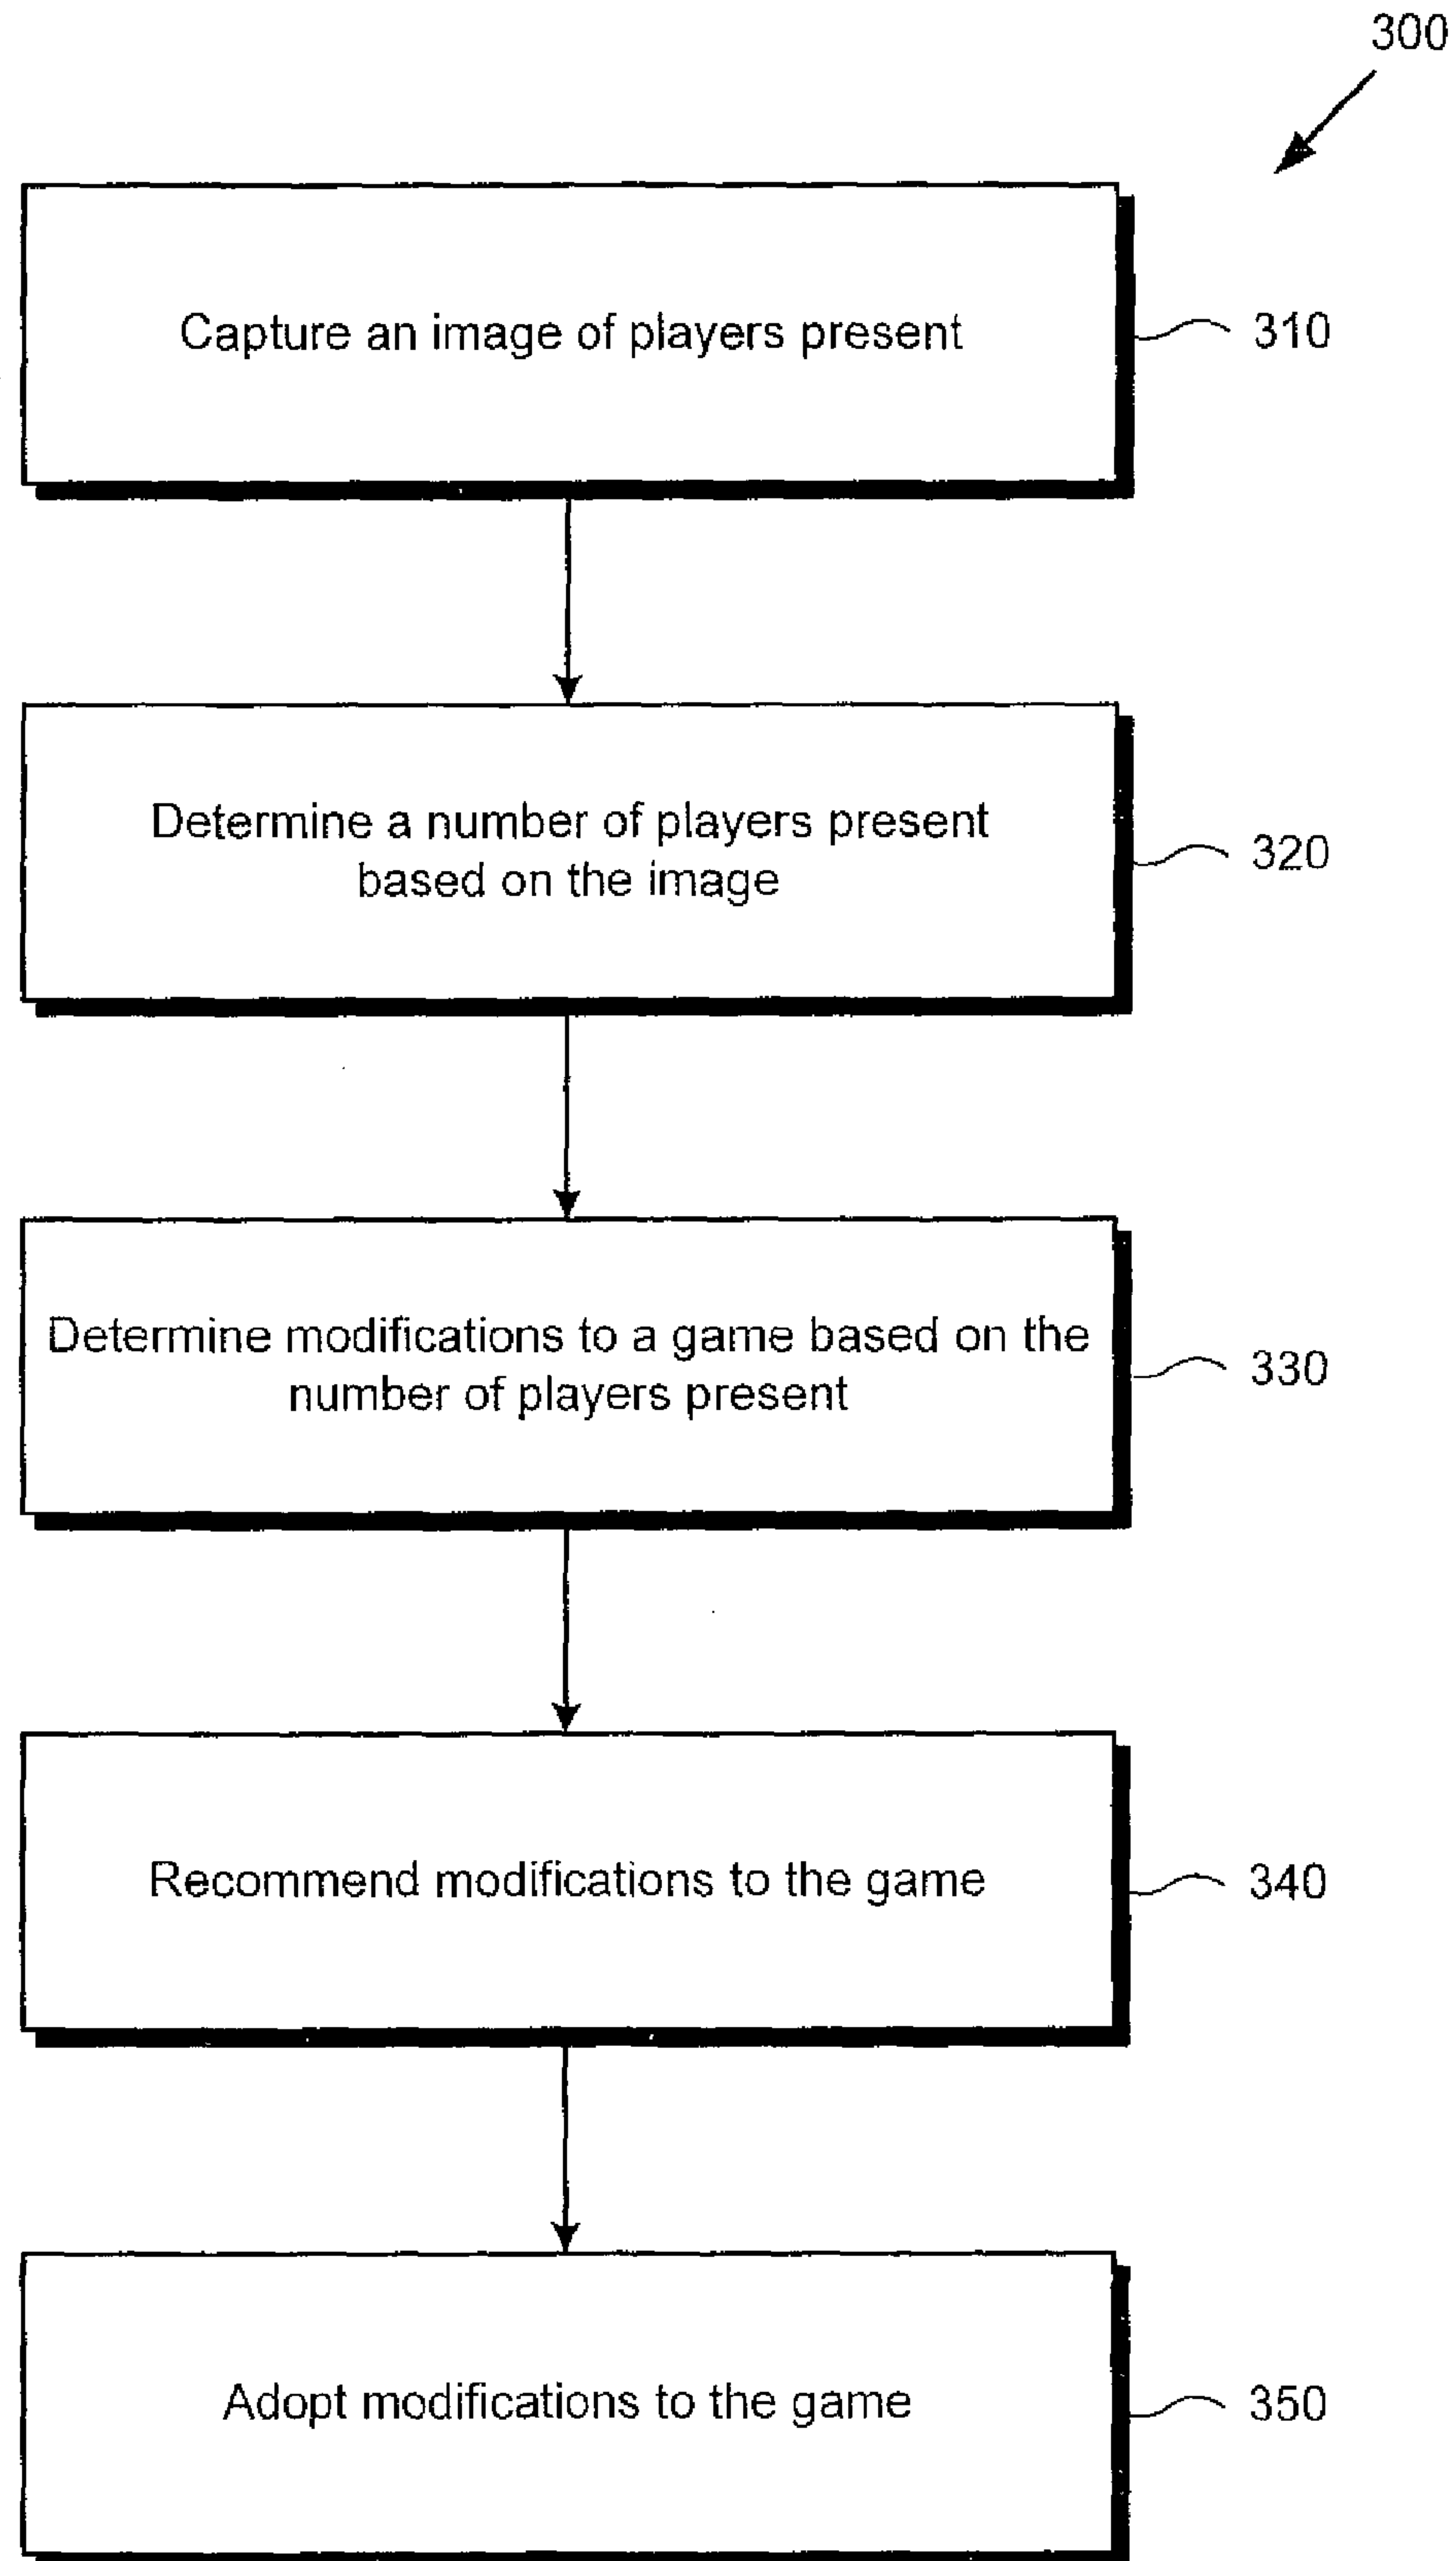 300
Capture an image of players present
310
Determine a number of players present
based on the image
320
Determine modifications to a game based on the
number of players present
330
Recommend modifications to the game
340
Adopt modifications to the game
350